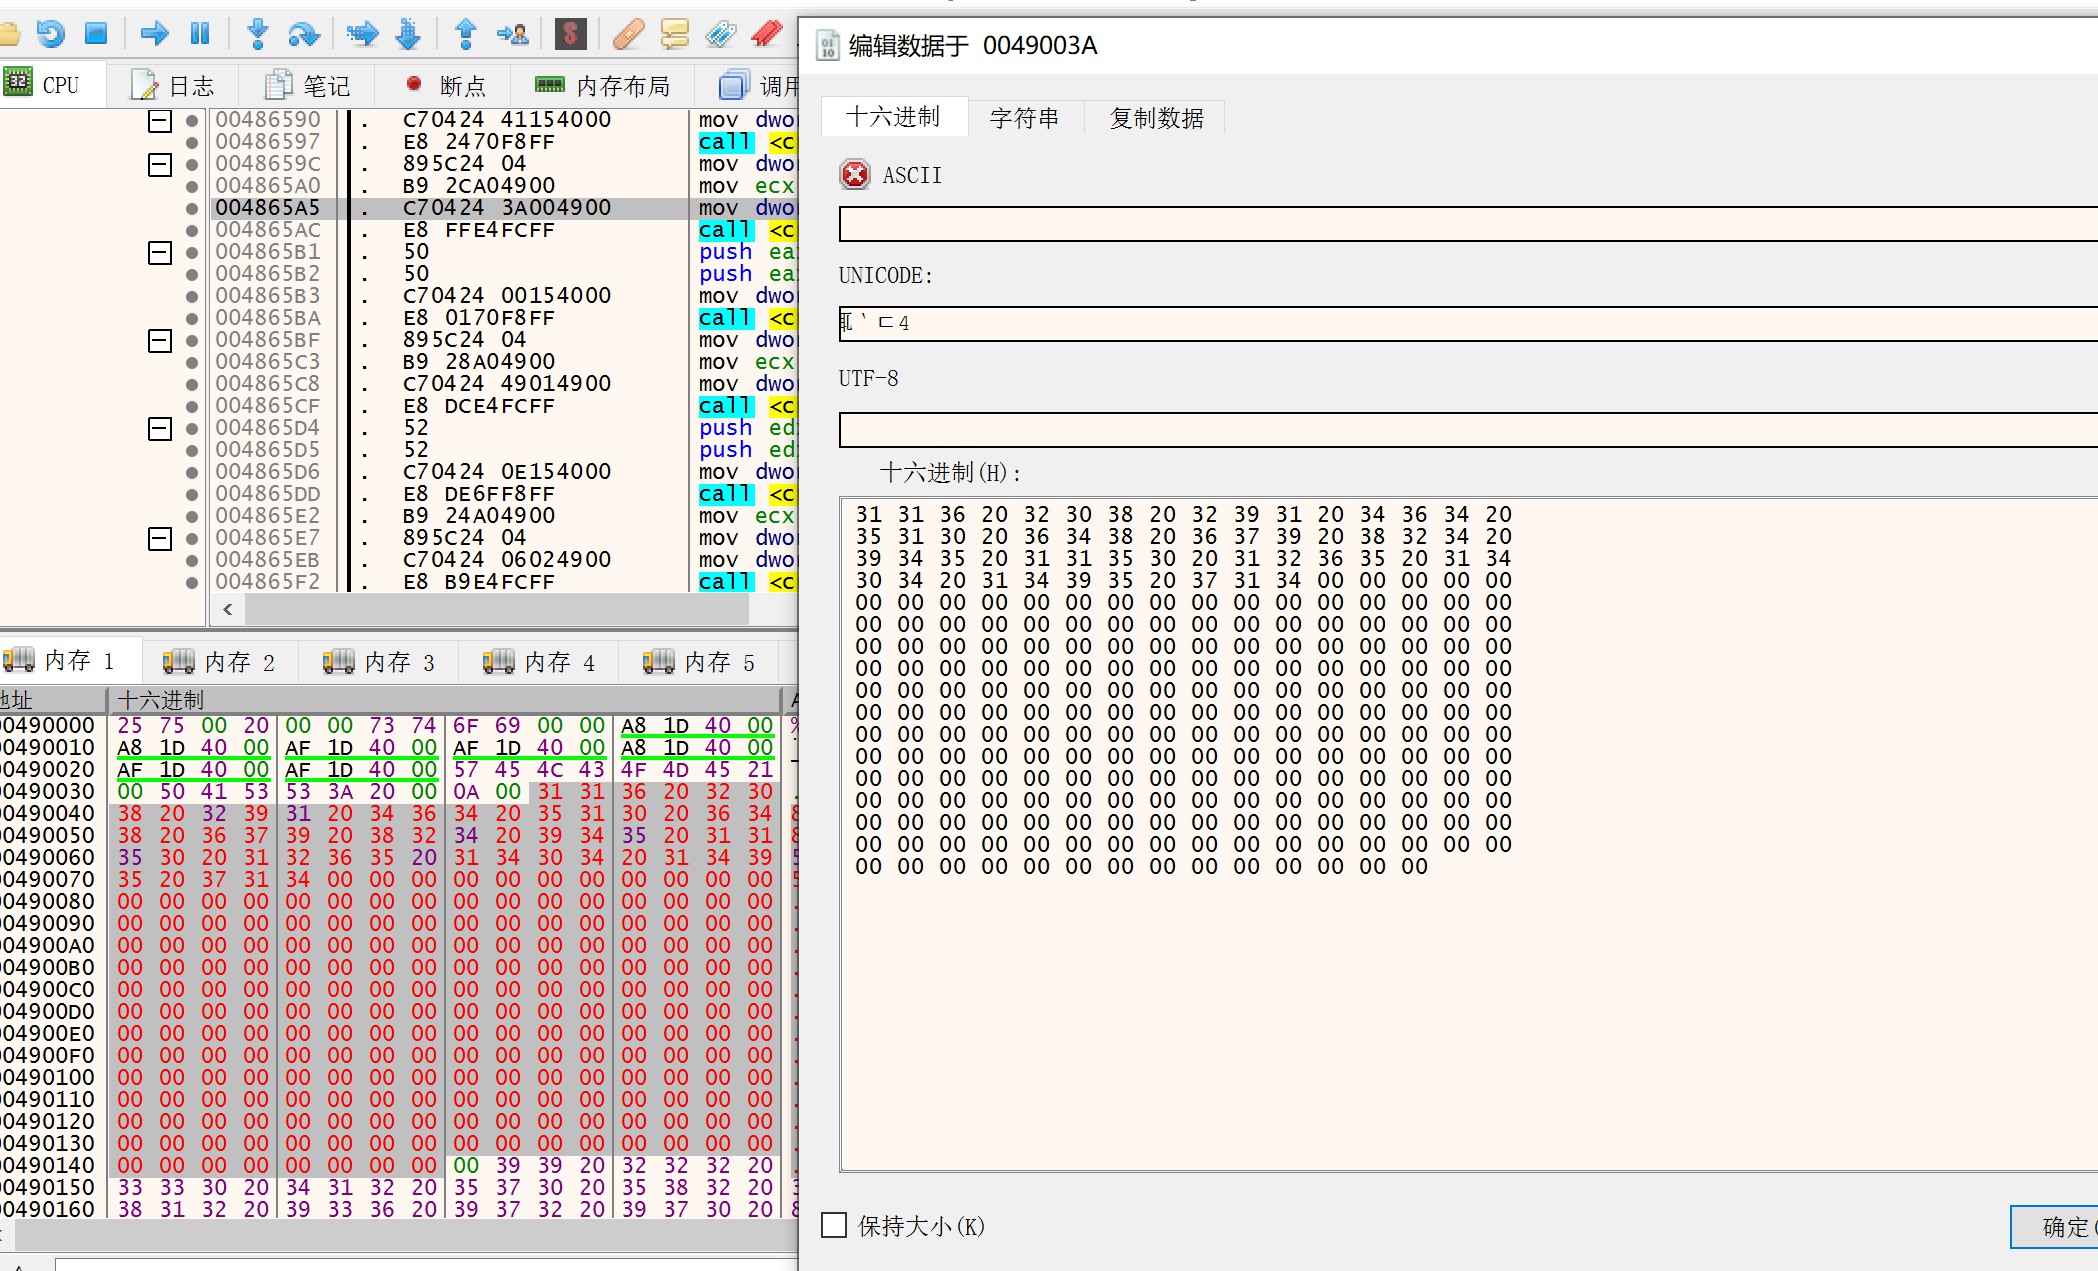 CPU
日志
笔记
断点
内存布局
00486590 . C70424 41154000 mov
00486597 . E8 2470F8FF call
0048659C . 895C24 04 mov
004865A0 . B9 2CA04900 mov ecx
004865A5 . C70424 3A004900 mov
004865AC . E8 FFE4FCFF call
004865B1 . 50 push
004865B2 . 50 push
004865B3 . C70424 00154000 mov
004865BA . E8 0170F8FF call
004865BF . 895C24 04 mov
004865C3 . B9 28A04900 mov ecx
004865C8 . C70424 49014900 mov
004865CF . E8 DCE4FCFF call
004865D4 . 52 push
004865D5 . 52 push
004865D6 . C70424 0E154000 mov
004865DD . E8 DE6FF8FF call
004865E2 . B9 24A04900 mov ecx
004865E7 . 895C24 04 mov
004865EB . C70424 06024900 mov
004865F2 . E8 B9E4FCFF call
内存 1
内存 2
内存 3
内存 4
内存 5
地址 十六进制
00490000 25 75 00 20 00 00 73 74 6F 69 00 00 A8 1D 40 00
00490010 A8 1D 40 00 AF 1D 40 00 AF 1D 40 00 A8 1D 40 00
00490020 AF 1D 40 00 AF 1D 40 00 57 45 4C 43 4F 4D 45 21
00490030 00 50 41 53 53 3A 20 00 0A 00 31 31 36 20 32 30
00490040 38 20 32 39 31 20 34 36 34 20 35 31 30 20 36 34
00490050 38 20 36 37 39 20 38 32 34 20 39 34 35 20 31 31
00490060 35 30 20 31 32 36 35 20 31 34 30 34 20 31 34 39
00490070 35 20 37 31 34 00 00 00 00 00 00 00 00 00 00 00
00490080 00 00 00 00 00 00 00 00 00 00 00 00 00 00 00 00
00490090 00 00 00 00 00 00 00 00 00 00 00 00 00 00 00 00
004900A0 00 00 00 00 00 00 00 00 00 00 00 00 00 00 00 00
004900B0 00 00 00 00 00 00 00 00 00 00 00 00 00 00 00 00
004900C0 00 00 00 00 00 00 00 00 00 00 00 00 00 00 00 00
004900D0 00 00 00 00 00 00 00 00 00 00 00 00 00 00 00 00
004900E0 00 00 00 00 00 00 00 00 00 00 00 00 00 00 00 00
004900F0 00 00 00 00 00 00 00 00 00 00 00 00 00 00 00 00
00490100 00 00 00 00 00 00 00 00 00 00 00 00 00 00 00 00
00490110 00 00 00 00 00 00 00 00 00 00 00 00 00 00 00 00
00490120 00 00 00 00 00 00 00 00 00 00 00 00 00 00 00 00
00490130 00 00 00 00 00 00 00 00 00 00 00 00 00 00 00 00
00490140 00 00 00 00 00 00 00 00 00 39 39 20 32 32 32 20
00490150 33 33 30 20 34 31 32 20 35 37 30 20 35 38 32 20
00490160 38 31 32 20 39 33 36 20 39 37 32 20 39 37 30 20
编辑数据于 0049003A
十六进制
字符串
复制数据
ASCII
UNICODE:
UTF-8
十六进制(H):
31 31 36 20 32 30 38 20 32 39 31 20 34 36 34 20
35 31 30 20 36 34 38 20 36 37 39 20 38 32 34 20
39 34 35 20 31 31 35 30 20 31 32 36 35 20 31 34
30 34 20 31 34 39 35 20 37 31 34 00 00 00 00 00
00 00 00 00 00 00 00 00 00 00 00 00 00 00 00 00
00 00 00 00 00 00 00 00 00 00 00 00 00 00 00 00
00 00 00 00 00 00 00 00 00 00 00 00 00 00 00 00
00 00 00 00 00 00 00 00 00 00 00 00 00 00 00 00
00 00 00 00 00 00 00 00 00 00 00 00 00 00 00 00
00 00 00 00 00 00 00 00 00 00 00 00 00 00 00 00
00 00 00 00 00 00 00 00 00 00 00 00 00 00 00 00
00 00 00 00 00 00 00 00 00 00 00 00 00 00 00 00
00 00 00 00 00 00 00 00 00 00 00 00 00 00 00 00
00 00 00 00 00 00 00 00 00 00 00 00 00 00 00 00
00 00 00 00 00 00 00 00 00 00 00 00 00 00 00 00
00 00 00 00 00 00 00 00 00 00 00 00 00 00 00 00
00 00 00 00 00 00 00 00 00 00 00 00 00 00
保持大小(K)
确定